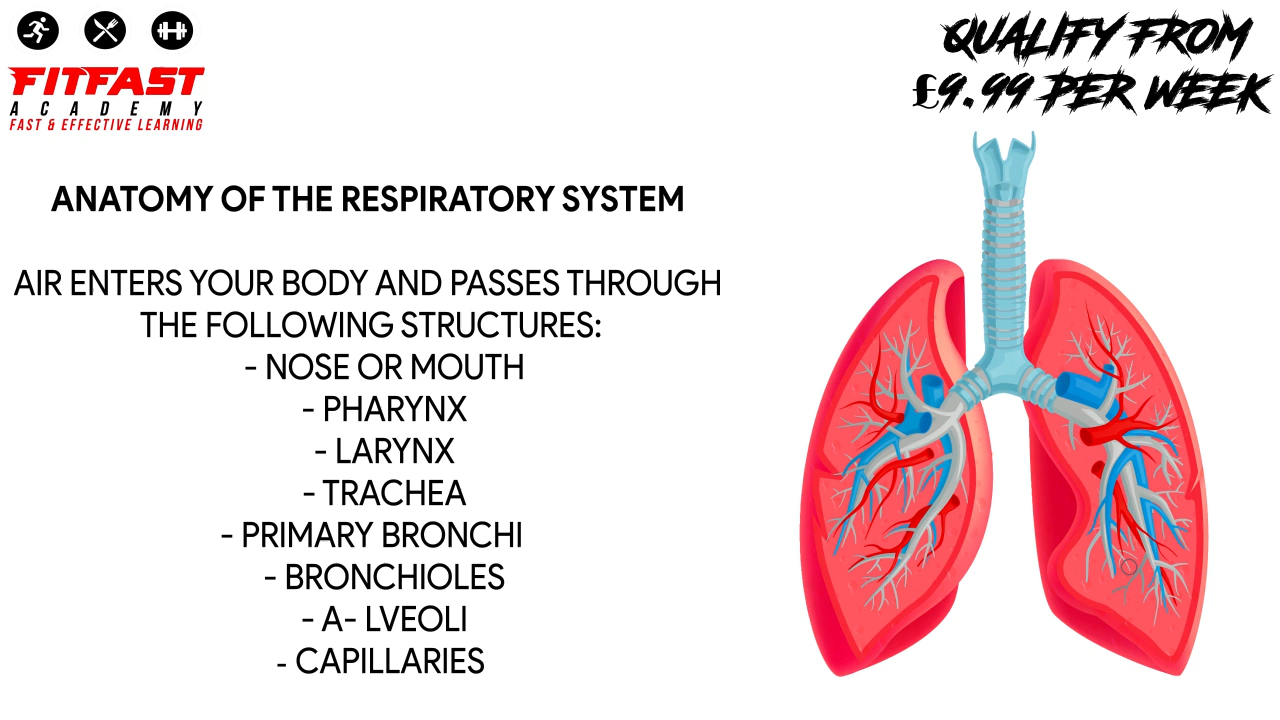 FITFAST
ACADEMY
FAST & EFFECTIVE LEARNING
QUALIFY FROM
£9.99 PER WEEK
ANATOMY OF THE RESPIRATORY SYSTEM
AIR ENTERS YOUR BODY AND PASSES THROUGH
THE FOLLOWING STRUCTURES:
- NOSE OR MOUTH
- PHARYNX
- LARYNX
- TRACHEA
- PRIMARY BRONCHI
- BRONCHIOLES
- A- LVEOLI
- CAPILLARIES